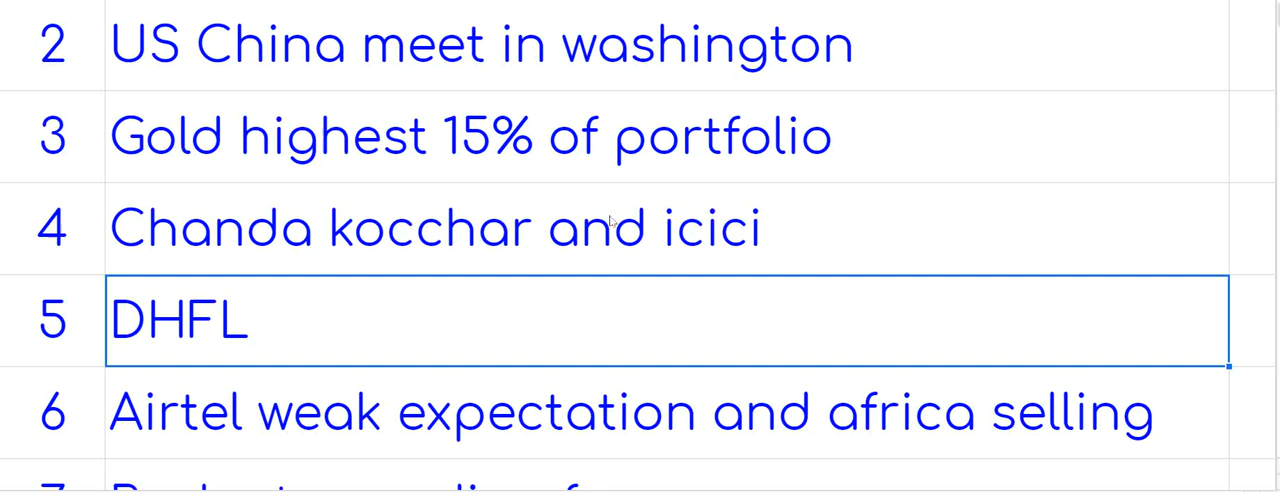 2 US China meet in washington
3 Gold highest 15% of portfolio
4 Chanda kocchar and icici
5 DHFL
6 Airtel weak expectation and africa selling
7